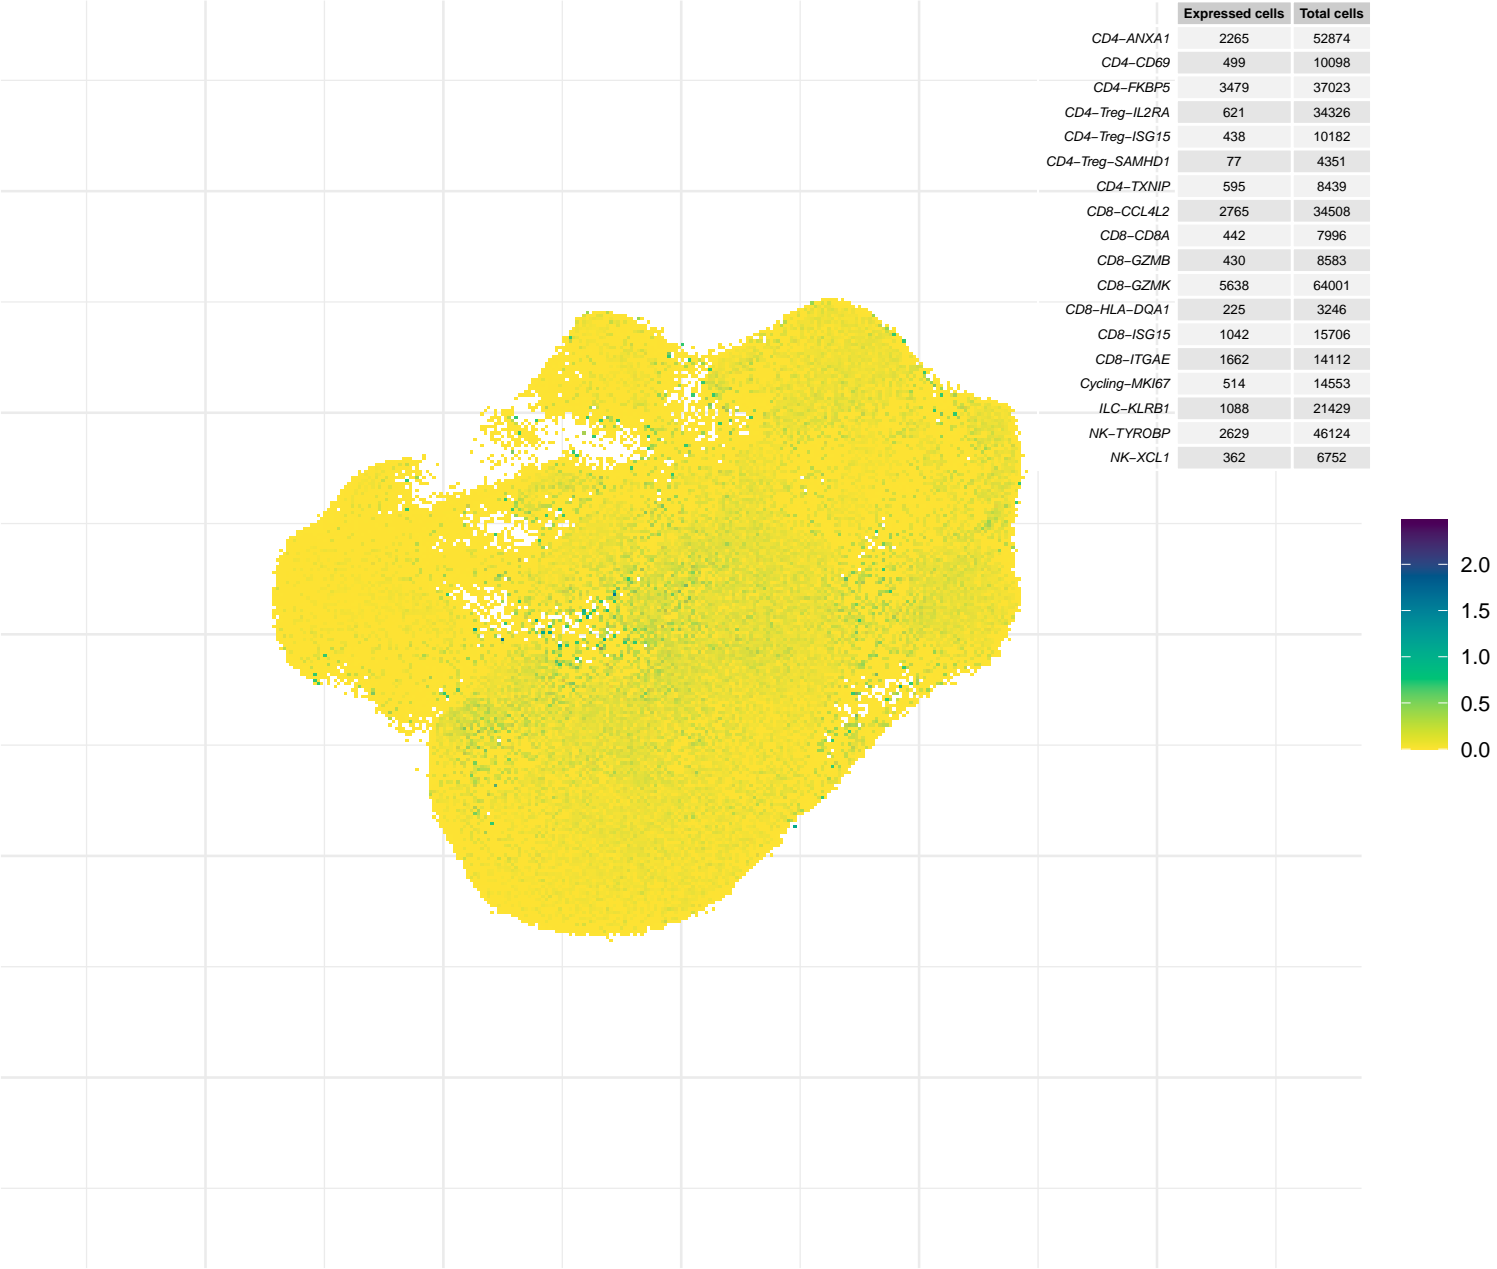 Expressed cells Total cells
CD4−ANXA1 2265 52874
CD4−CD69 499 10098
CD4−FKBP5 3479 37023
CD4−Treg−IL2RA 621 34326
CD4−Treg−ISG15 438 10182
CD4−Treg−SAMHD1 77 4351
CD4−TXNIP 595 8439
CD8−CCL4L2 2765 34508
CD8−CD8A 442 7996
CD8−GZMB 430 8583
CD8−GZMK 5638 64001
CD8−HLA−DQA1 225 3246
CD8−ISG15 1042 15706
CD8−ITGAE 1662 14112
Cycling−MKI67 514 14553
ILC−KLRB1 1088 21429
NK−TYROBP 2629 46124
NK−XCL1 362 6752
2.0
1.5
1.0
0.5
0.0